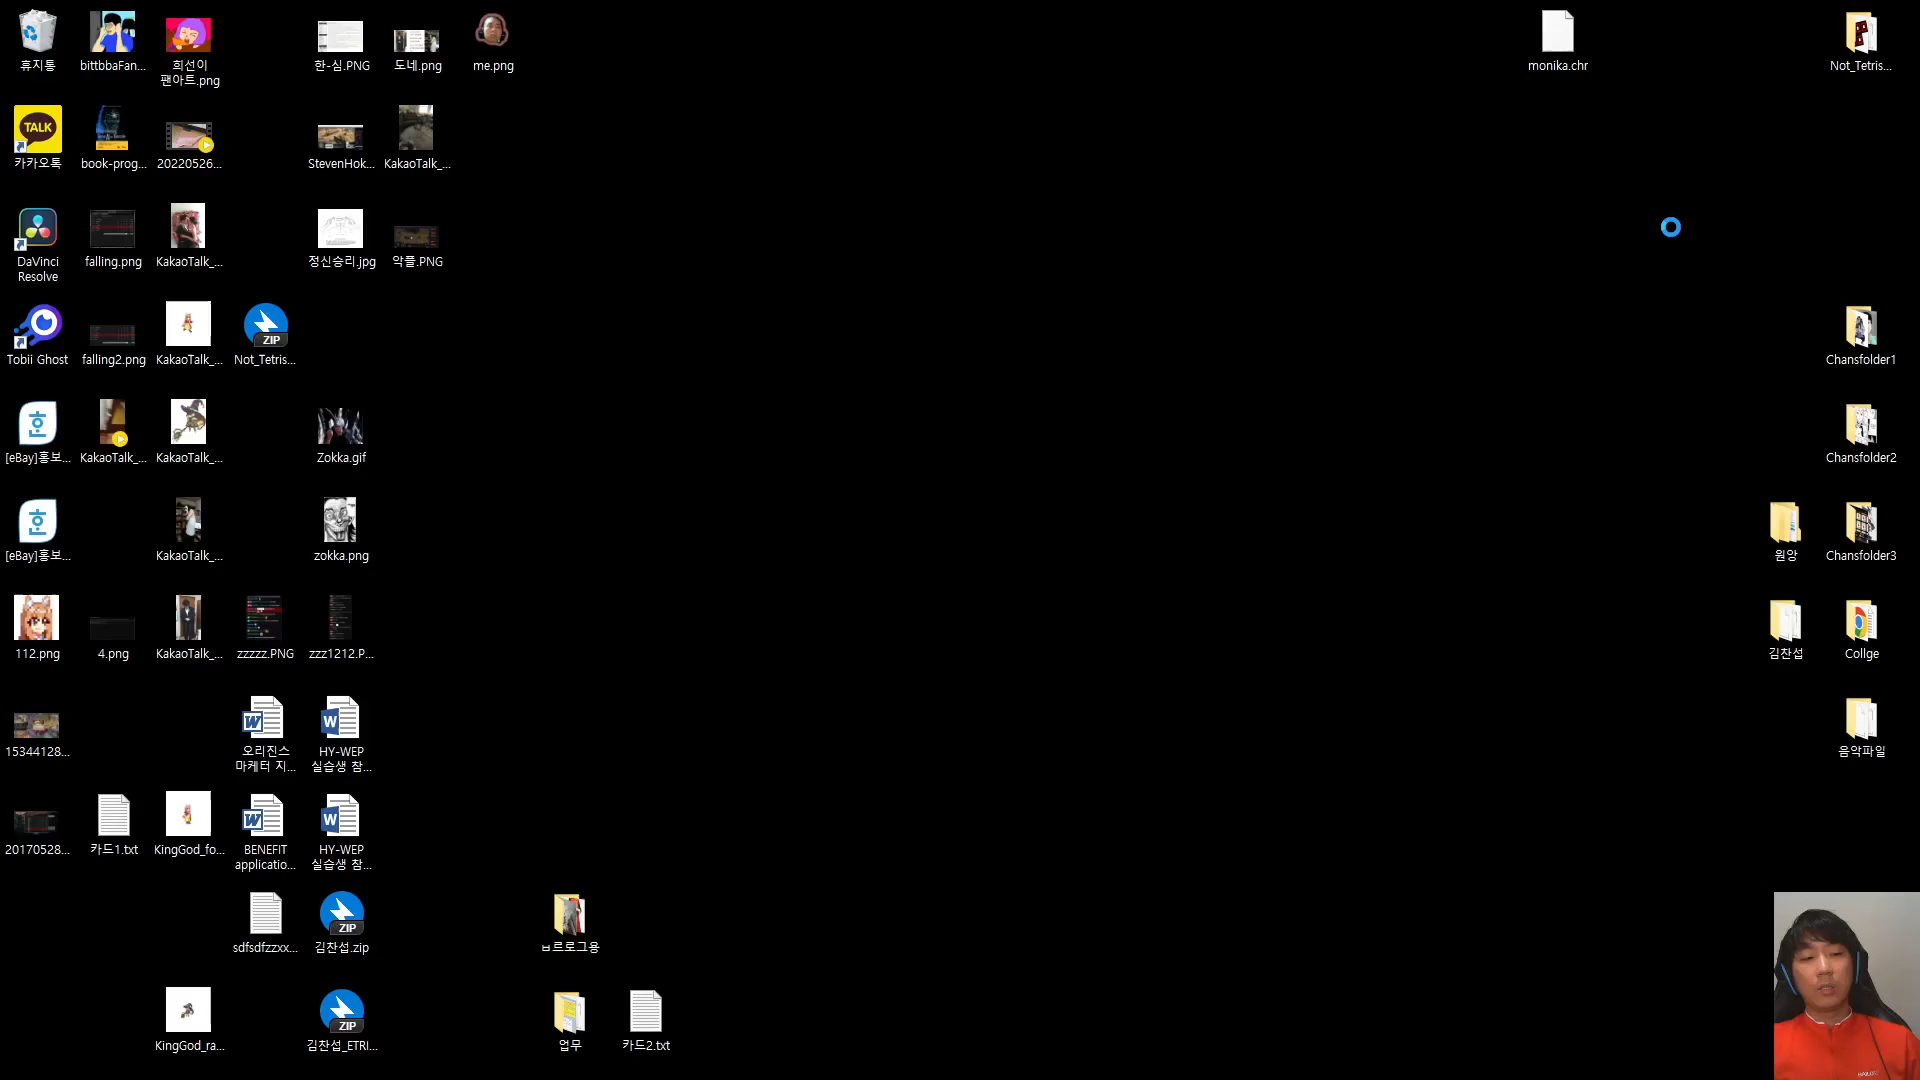 휴지통
bittbbaFan...
희선이
팬아트.png
한-심.PNG
도네.png
me.png
monika.chr
Not_Tetris...
TALK
카카오톡
book-prog...
20220526...
StevenHok...
KakaoTalk_...
DaVinci
Resolve
falling.png
KakaoTalk_...
정신승리.jpg
악플.PNG
Tobii Ghost
falling2.png
KakaoTalk_...
ZIP
Not_Tetris...
Chansfolder1
[eBay]홍보...
KakaoTalk_...
KakaoTalk_...
Zokka.gif
Chansfolder2
[eBay]홍보...
KakaoTalk_...
zokka.png
원앙
Chansfolder3
112.png
4.png
KakaoTalk_...
zzzzz.PNG
zzz1212.P...
김찬섭
Collge
15344128...
오리진스
마케터 지...
HY-WEP
실습생 참...
음악파일
20170528...
카드1.txt
KingGod_fo...
BENEFIT
applicatio...
HY-WEP
실습생 참...
sdfsdfzzxx...
ZIP
김찬섭.zip
ㅂ르로그용
KingGod_ra...
ZIP
김찬섭_ETRI...
업무
카드2.txt